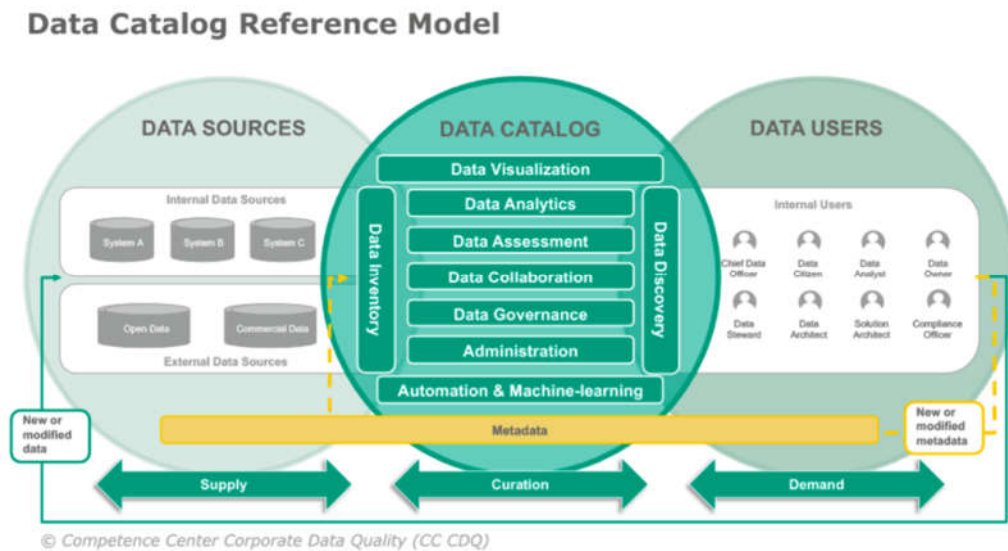 Data Catalog Reference Model
DATA SOURCES
Internal Data Sources
System A
System B
System C
Open Data
Commercial Data
External Data Sources
New or
modified
data
DATA CATALOG
Data Visualization
Data Inventory
Data Analytics
Data Assessment
Data Collaboration
Data Governance
Administration
Data Discovery
Automation & Machine-learning
DATA USERS
Internal Users
Chief Data
Officer
Data
Citizen
Data
Analyst
Data
Owner
Data
Steward
Data
Architect
Solution
Architect
Compliance
Officer
Metadata
New or
modified
metadata
Supply
Curation
Demand
© Competence Center Corporate Data Quality (CC CDQ)